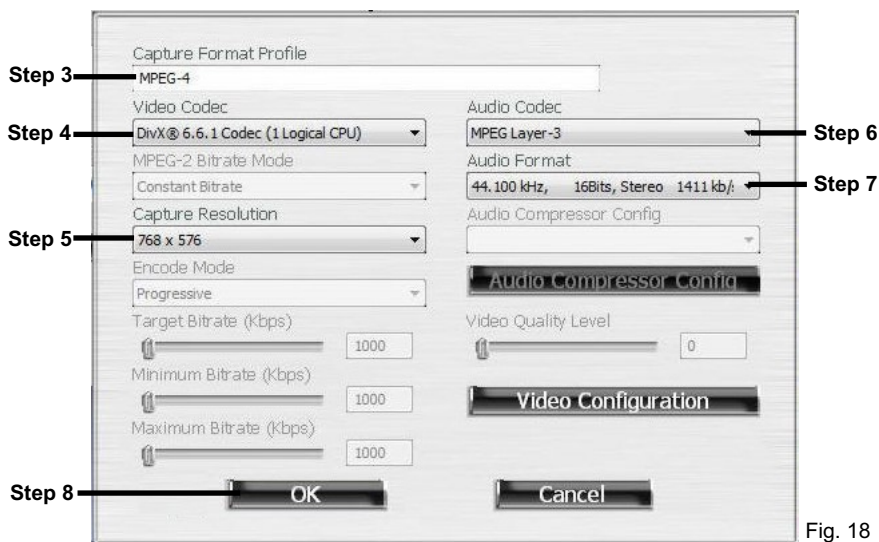 Capture Format Profile
Step 3
MPEG-4
Video Codec
Audio Codec
Step 4
DivX® 6.6.1 Codec (1 Logical CPU)
MPEG Layer-3
Step 6
MPEG-2 Bitrate Mode
Audio Format
Constant Bitrate
44.100 kHz, 16Bits, Stereo 1411 kb/:
Step 7
Capture Resolution
Audio Compressor Config
Step 5
768 x 576
Encode Mode
Audio Compressor Config
Progressive
Target Bitrate (Kbps)
Video Quality Level
1000
0
Minimum Bitrate (Kbps)
1000
Video Configuration
Maximum Bitrate (Kbps)
1000
Step 8
OK
Cancel
Fig. 18